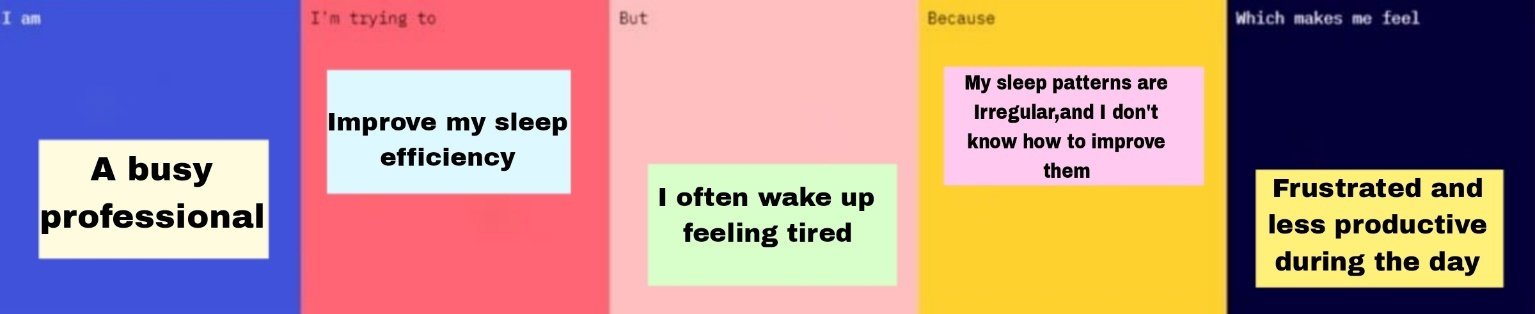 I am
A busy
professional
I'm trying to
Improve my sleep
efficiency
But
I often wake up
feeling tired
Because
My sleep patterns are
Irregular,and I don't
know how to improve
them
Which makes me feel
Frustrated and
less productive
during the day